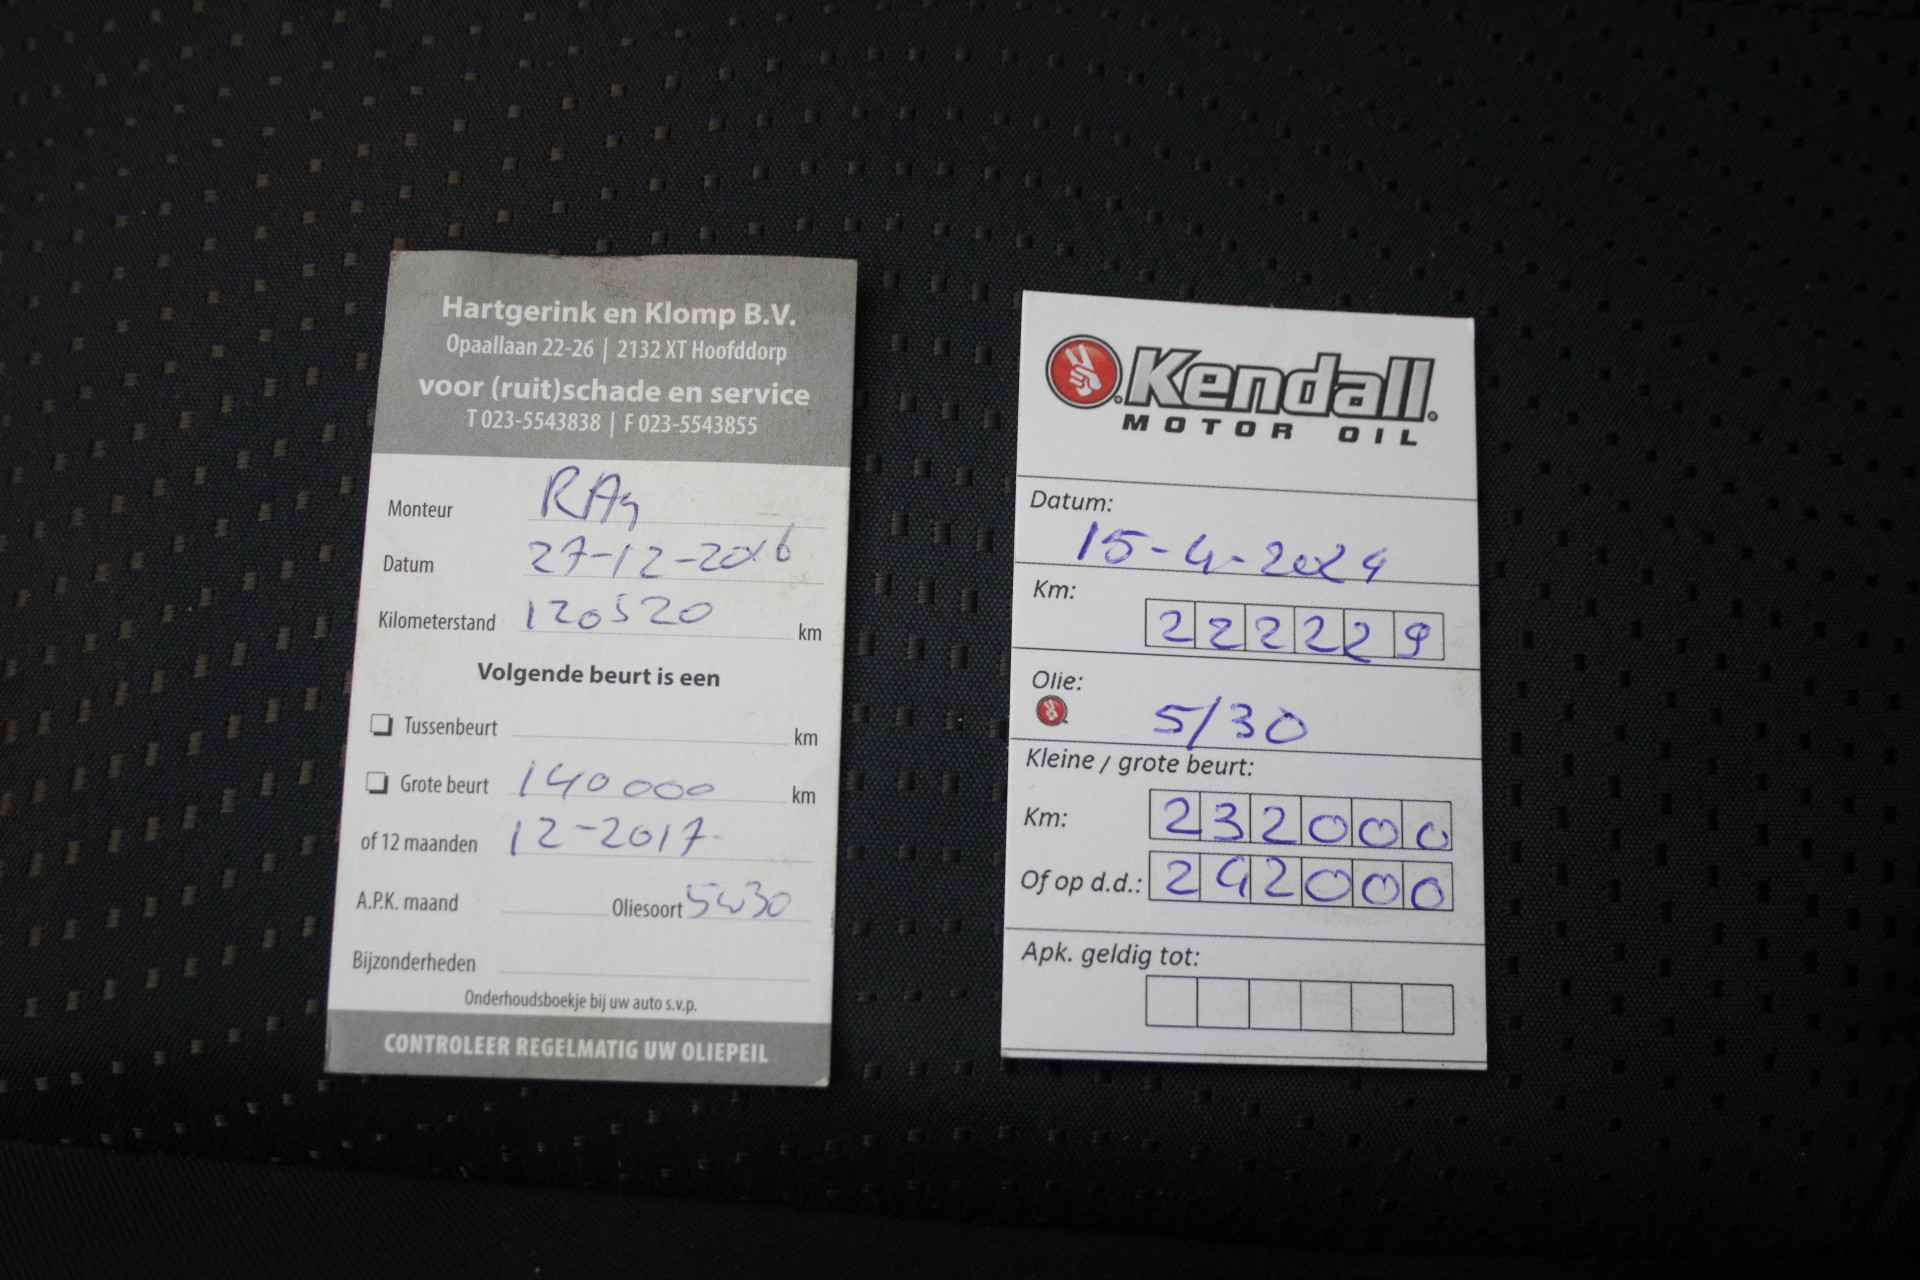 Hartgerink en Klomp B.V.
Opaallaan 22-26 | 2132 XT Hoofddorp
voor (ruit)schade en service
T 023-5543838 | F 023-5543855
Monteur
Datum 27-12-2016
Kilometerstand 120520 km
Volgende beurt is een
Tussenbeurt km
Grote beurt 140000 km
of 12 maanden 12-2017
A.P.K. maand Oliesoort 5w30
Bijzonderheden
Onderhoudsboekje bij uw auto s.v.p.
CONTROLEER REGELMATIG UW OLIEPEIL
Kendall
MOTOR OIL
Datum:
15-4-2024
Km:
222229
Olie:
5/30
Kleine / grote beurt:
Km: 232000
Of op d.d.: 242000
Apk. geldig tot: